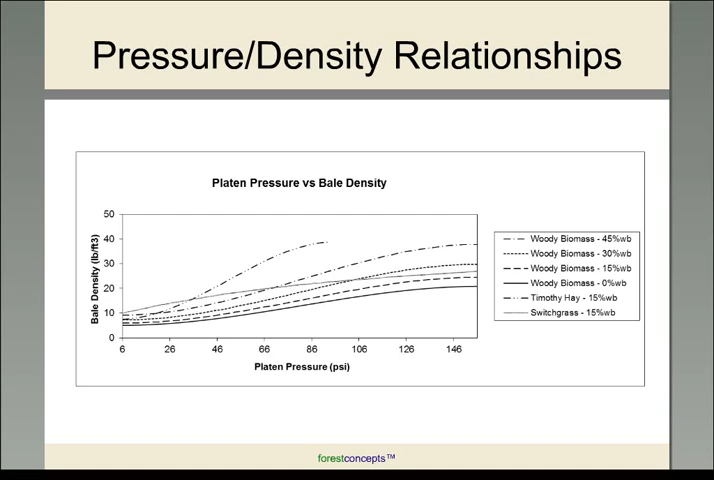 Pressure/Density Relationships
Platen Pressure vs Bale Density
Bale Density (lb/ft3)
50
40
30
20
10
0
6 26 46 66 86 106 126 146
Platen Pressure (psi)
Woody Biomass - 45%wb
Woody Biomass - 30%wb
Woody Biomass - 15%wb
Woody Biomass - 0%wb
Timothy Hay - 15%wb
Switchgrass - 15%wb
forestconcepts™